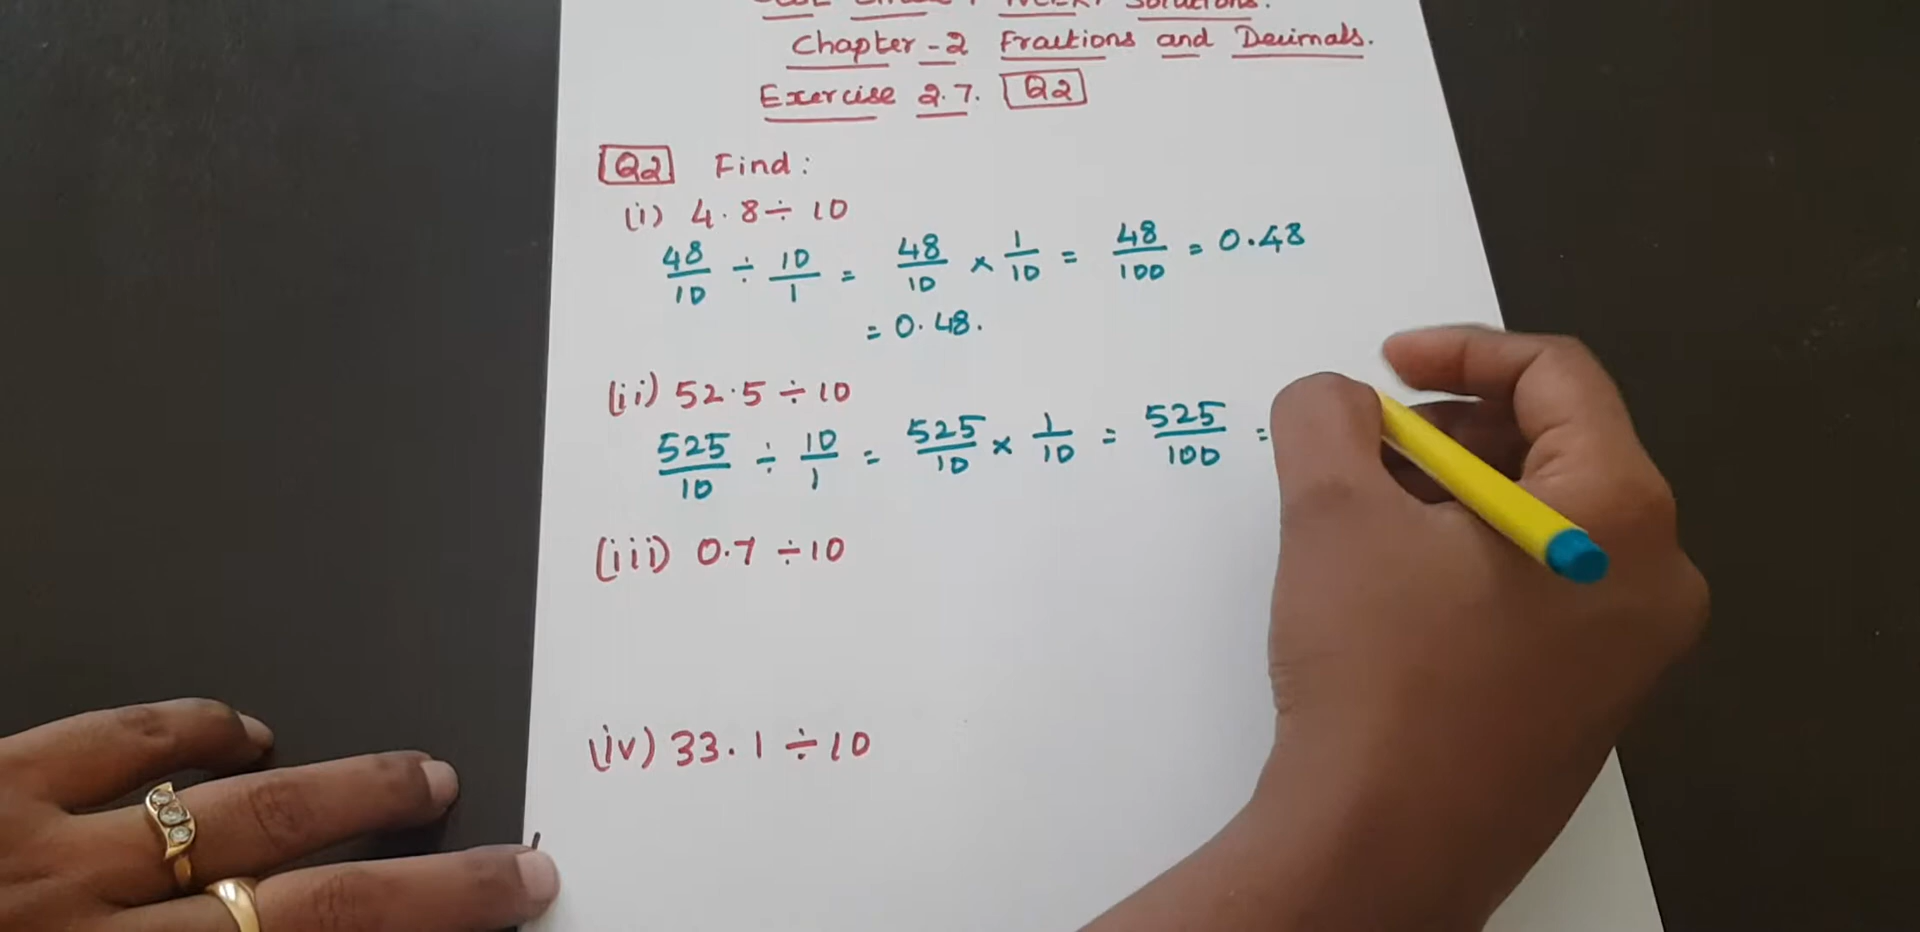 Solutions.
Chapter-2 Fractions and Decimals.
Exercise 2.7. Q2
Q2 Find:
(i) 4.8 ÷ 10
48/10 ÷ 10/1 = 48/10 × 1/10 = 48/100 = 0.48
= 0.48.
(ii) 52.5 ÷ 10
525/10 ÷ 10/1 = 525/10 × 1/10 = 525/100 =
(iii) 0.7 ÷ 10
(iv) 33.1 ÷ 10